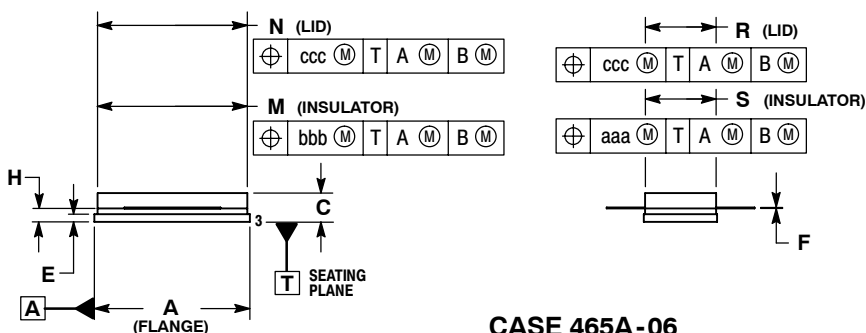 N (LID)
⌖ ccc Ⓜ T A Ⓜ B Ⓜ
M (INSULATOR)
⌖ bbb Ⓜ T A Ⓜ B Ⓜ
R (LID)
⌖ ccc Ⓜ T A Ⓜ B Ⓜ
S (INSULATOR)
⌖ aaa Ⓜ T A Ⓜ B Ⓜ
H
C
3
E
F
T SEATING
PLANE
A
A
(FLANGE)
CASE 465A-06